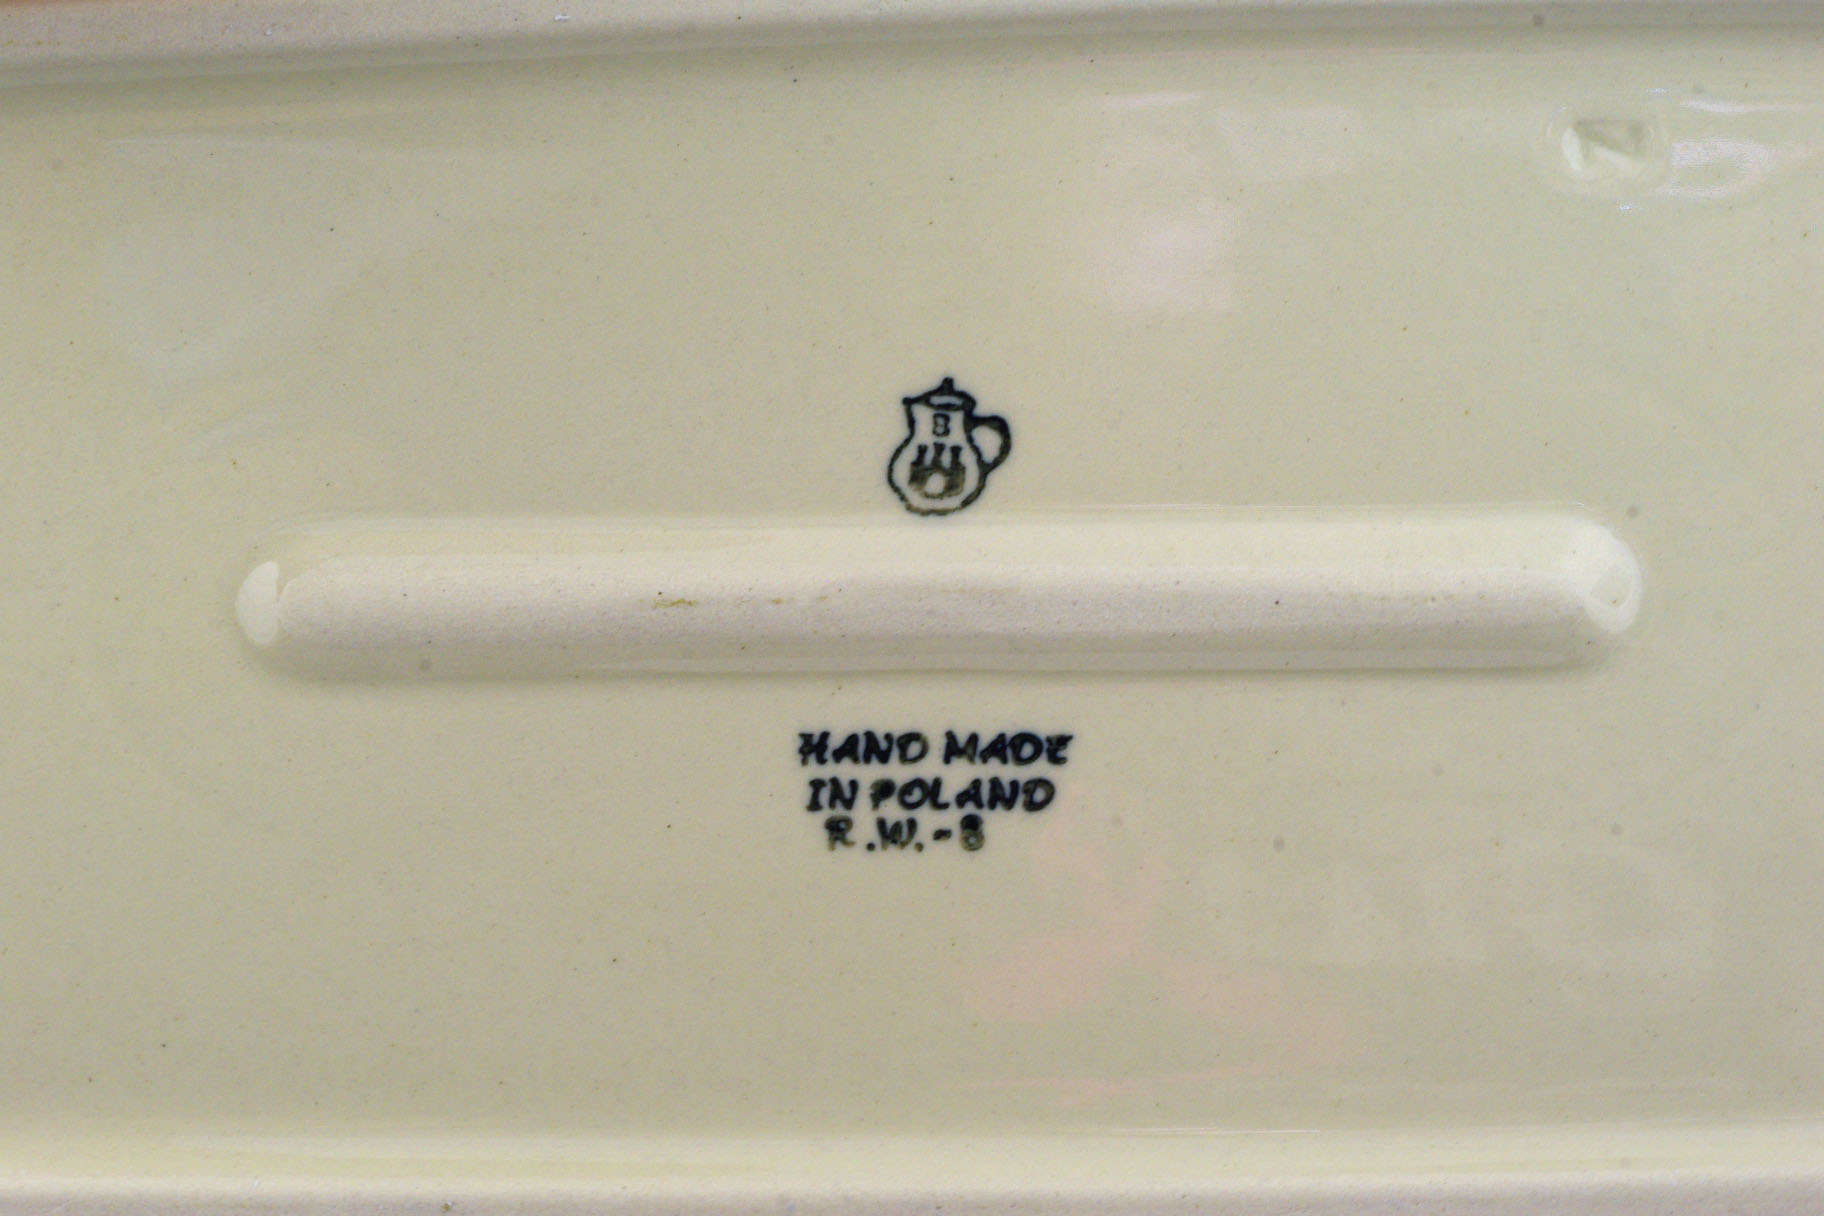 B
HAND MADE
IN POLAND
R.W.-8